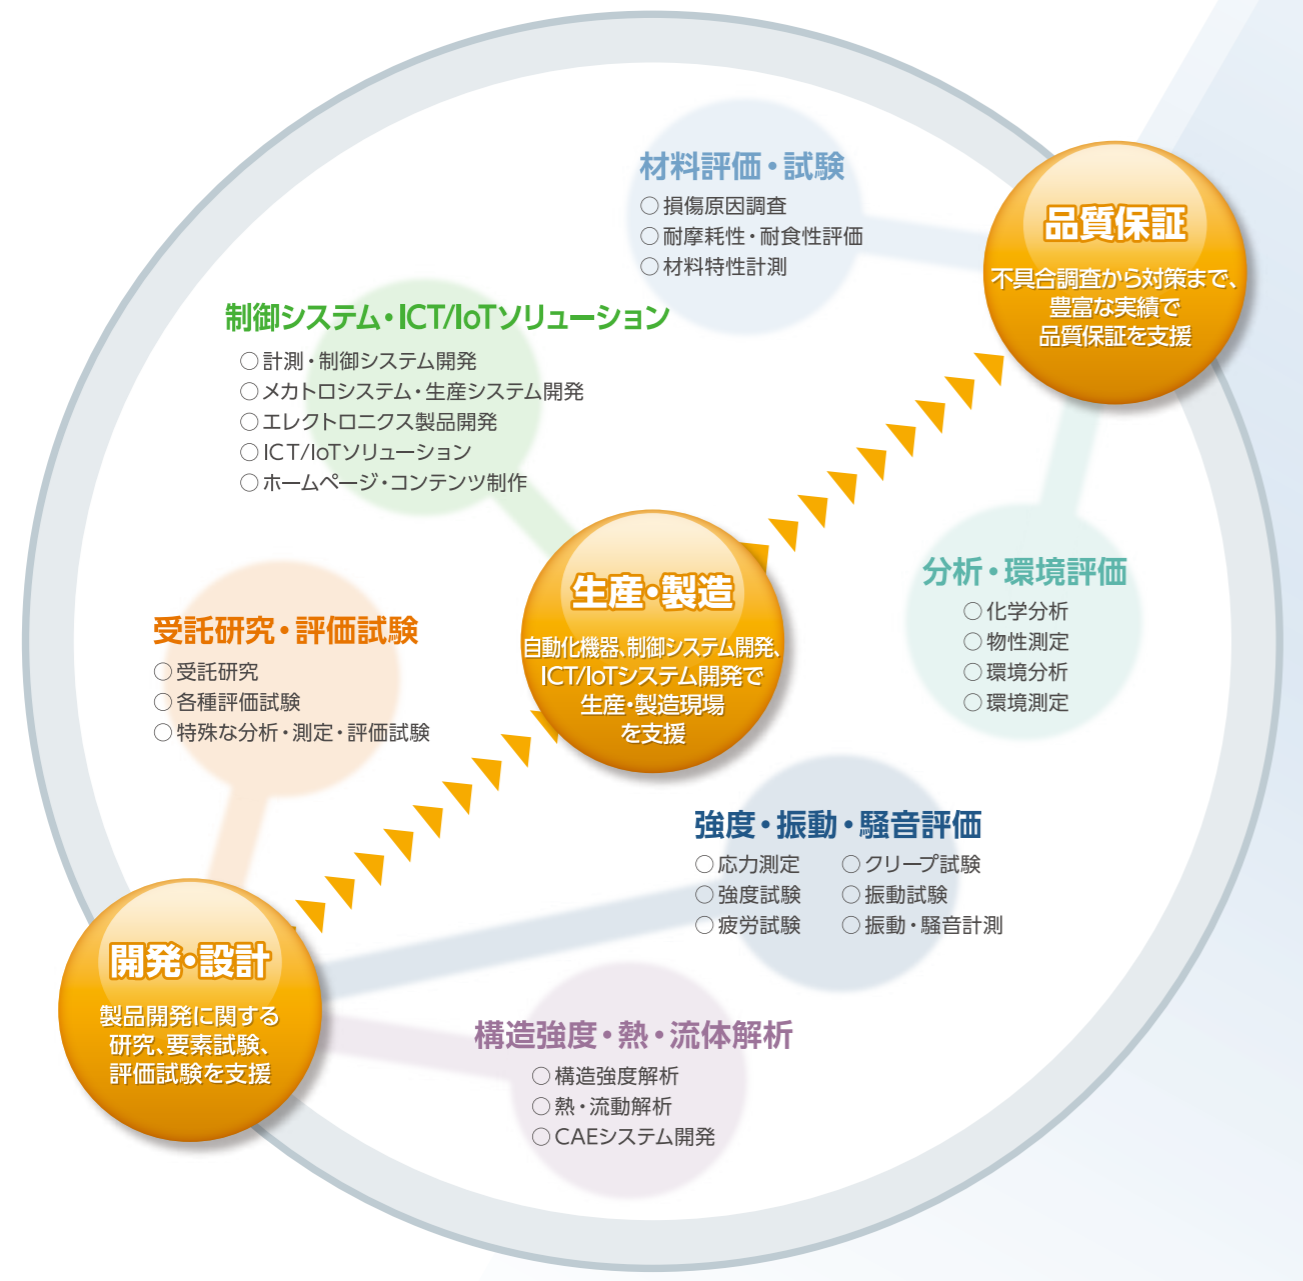 材料評価・試験
○損傷原因調査
○耐摩耗性・耐食性評価
○材料特性計測
品質保証
不具合調査から対策まで、
豊富な実績で
品質保証を支援
制御システム・ICT/IoTソリューション
○計測・制御システム開発
○メカトロシステム・生産システム開発
○エレクトロニクス製品開発
○ICT/IoTソリューション
○ホームページ・コンテンツ制作
生産・製造
自動化機器、制御システム開発、
ICT/IoTシステム開発で
生産・製造現場
を支援
分析・環境評価
○化学分析
○物性測定
○環境分析
○環境測定
受託研究・評価試験
○受託研究
○各種評価試験
○特殊な分析・測定・評価試験
強度・振動・騒音評価
○応力測定 ○クリープ試験
○強度試験 ○振動試験
○疲労試験 ○振動・騒音計測
開発・設計
製品開発に関する
研究、要素試験、
評価試験を支援
構造強度・熱・流体解析
○構造強度解析
○熱・流動解析
○CAEシステム開発